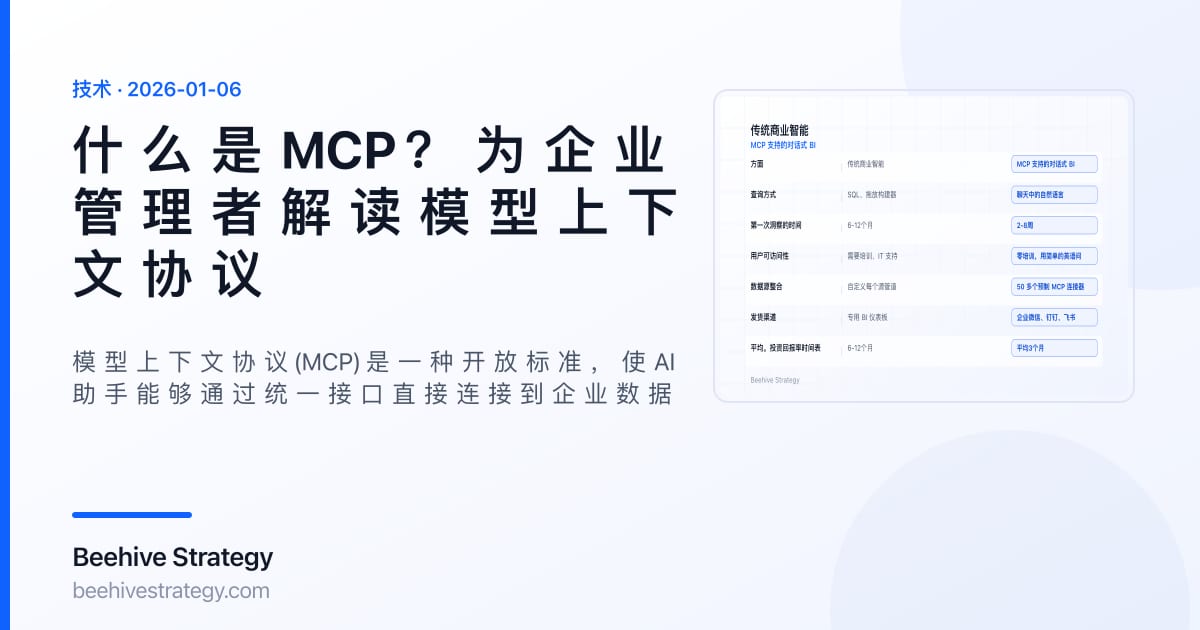 技术 · 2026-01-06
什么是 MCP？为企业
管理者解读模型上下
文协议
模型上下文协议 (MCP) 是一种开放标准，使 AI
助手能够通过统一接口直接连接到企业数据
Beehive Strategy
beehivestrategy.com
传统商业智能
MCP 支持的对话式 BI
方面 传统商业智能 MCP 支持的对话式 BI
查询方式 SQL、拖放构建器 聊天中的自然语言
第一次洞察的时间 6-12个月 2-8周
用户可访问性 需要培训、IT 支持 零培训，用简单的英语问
数据源整合 自定义每个源管道 50 多个预制 MCP 连接器
发货渠道 专用 BI 仪表板 企业微信、钉钉、飞书
平均。投资回报率时间表 6-12个月 平均3个月
Beehive Strategy